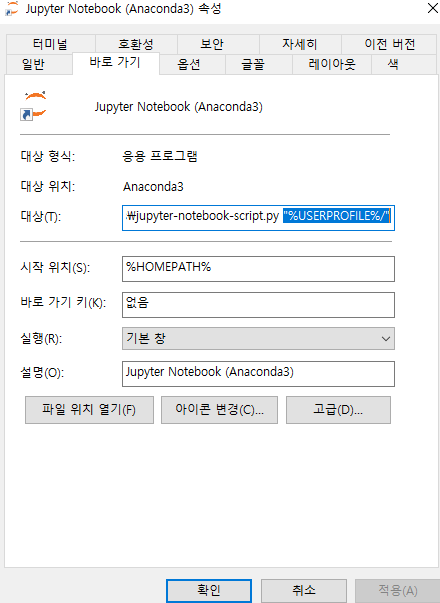 Jupyter Notebook (Anaconda3) 속성
터미널 호환성 보안 자세히 이전 버전
일반 바로 가기 옵션 글꼴 레이아웃 색
Jupyter Notebook (Anaconda3)
대상 형식: 응용 프로그램
대상 위치: Anaconda3
대상(T): ₩jupyter-notebook-script.py "%USERPROFILE%/"
시작 위치(S): %HOMEPATH%
바로 가기 키(K): 없음
실행(R): 기본 창
설명(O): Jupyter Notebook (Anaconda3)
파일 위치 열기(F) 아이콘 변경(C)... 고급(D)...
확인 취소 적용(A)